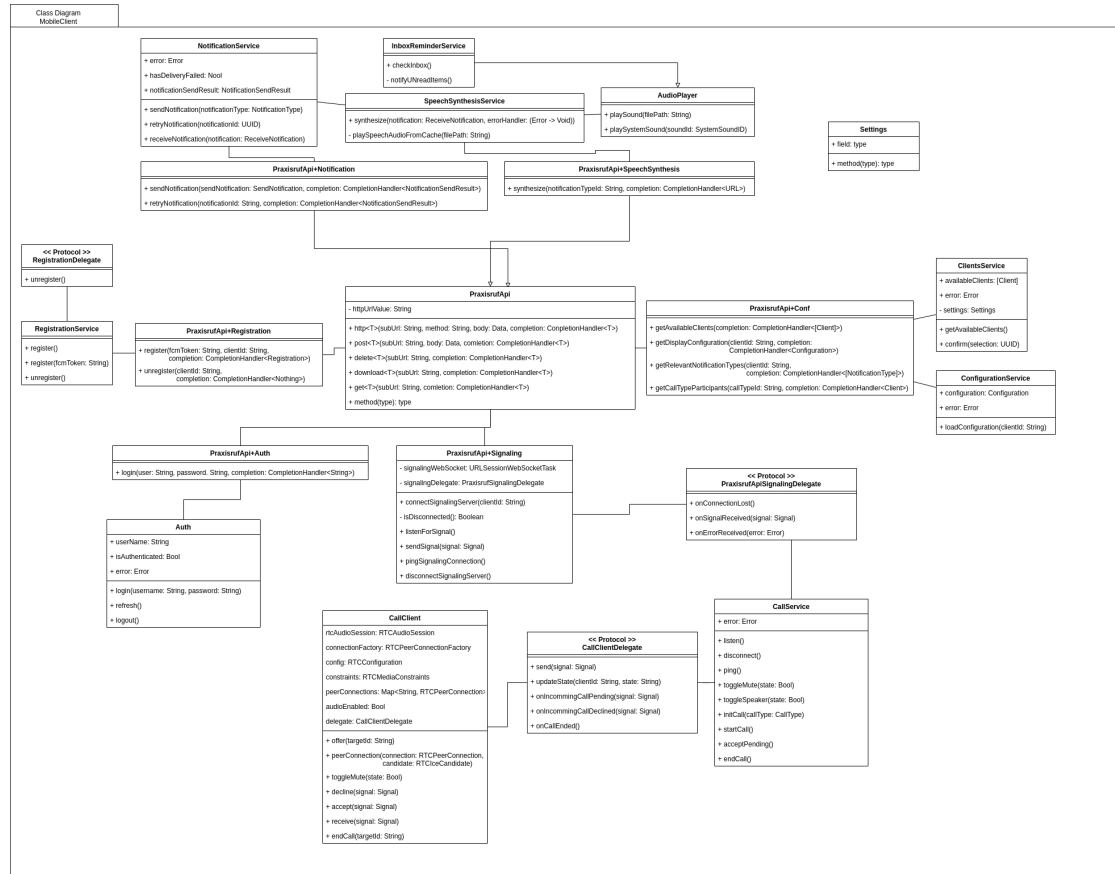 Class Diagram
MobileClient
NotificationService
+ error: Error
+ hasDeliveryFailed: Nool
+ notificationSendResult: NotificationSendResult
+ sendNotification(notificationType: NotificationType)
+ retryNotification(notificationId: UUID)
+ receiveNotification(notification: ReceiveNotification)
InboxReminderService
+ checkInbox()
- notifyUNreadItems()
SpeechSynthesisService
+ synthesize(notification: ReceiveNotification, errorHandler: (Error -> Void))
- playSpeechAudioFromCache(filePath: String)
AudioPlayer
+ playSound(filePath: String)
+ playSystemSound(soundId: SystemSoundID)
Settings
+ field: type
+ method(type): type
PraxisrufApi+Notification
+ sendNotification(sendNotification: SendNotification, completion: CompletionHandler<NotificationSendResult>)
+ retryNotification(notificationId: String, completion: CompletionHandler<NotificationSendResult>)
PraxisrufApi+SpeechSynthesis
+ synthesize(notificationTypeId: String, completion: CompletionHandler<URL>)
<< Protocol >>
RegistrationDelegate
+ unregister()
RegistrationService
+ register()
+ register(fcmToken: String)
+ unregister()
PraxisrufApi+Registration
+ register(fcmToken: String, clientId: String,
completion: CompletionHandler<Registration>)
+ unregister(clientId: String,
completion: CompletionHandler<Nothing>)
PraxisrufApi
- httpUrlValue: String
+ http<T>(subUrl: String, method: String, body: Data, completion: ConpletionHandler<T>)
+ post<T>(subUrl: String, body: Data, comletion: CompletionHandler<T>)
+ delete<T>(subUrl: String, completion: CompletionHandler<T>)
+ download<T>(subUrl: String, completion: CompletionHandler<T>)
+ get<T>(subUrl: String, comletion: CompletionHandler<T>)
+ method(type): type
PraxisrufApi+Conf
+ getAvailableClients(completion: CompletionHandler<[Client]>)
+ getDisplayConfiguration(clientId: String, completion:
CompletionHandler<Configuration>)
+ getRelevantNotificationTypes(clientId: String,
completion: CompletionHandler<[NotificationType]>)
+ getCallTypeParticipants(callTypeId: String, completion: CompletionHandler<Client>)
ClientsService
+ availableClients: [Client]
+ error: Error
- settings: Settings
+ getAvailableClients()
+ confirm(selection: UUID)
ConfigurationService
+ configuration: Configuration
+ error: Error
+ loadConfiguration(clientId: String)
PraxisrufApi+Auth
+ login(user: String, password. String, completion: CompletionHandler<String>)
Auth
+ userName: String
+ isAuthenticated: Bool
+ error: Error
+ login(username: String, password: String)
+ refresh()
+ logout()
PraxisrufApi+Signaling
- signalingWebSocket: URLSessionWebSocketTask
- signalingDelegate: PraxisrufSignalingDelegate
+ connectSignalingServer(clientId: String)
- isDisconnected(): Boolean
+ listenForSignal()
+ sendSignal(signal: Signal)
+ pingSignalingConnection()
+ disconnectSignalingServer()
<< Protocol >>
PraxisrufApiSignalingDelegate
+ onConnectionLost()
+ onSignalReceived(signal: Signal)
+ onErrorReceived(error: Error)
CallClient
rtcAudioSession: RTCAudioSession
connectionFactory: RTCPeerConnectionFactory
config: RTCConfiguration
constraints: RTCMediaConstraints
peerConnections: Map<String, RTCPeerConnection>
audioEnabled: Bool
delegate: CallClientDelegate
+ offer(targetId: String)
+ peerConnection(connection: RTCPeerConnection,
candidate: RTCIceCandidate)
+ toggleMute(state: Bool)
+ decline(signal: Signal)
+ accept(signal: Signal)
+ receive(signal: Signal)
+ endCall(targetId: String)
<< Protocol >>
CallClientDelegate
+ send(signal: Signal)
+ updateState(clientId: String, state: String)
+ onIncommingCallPending(signal: Signal)
+ onIncommingCallDeclined(signal: Signal)
+ onCallEnded()
CallService
+ error: Error
+ listen()
+ disconnect()
+ ping()
+ toggleMute(state: Bool)
+ toggleSpeaker(state: Bool)
+ initCall(callType: CallType)
+ startCall()
+ acceptPending()
+ endCall()